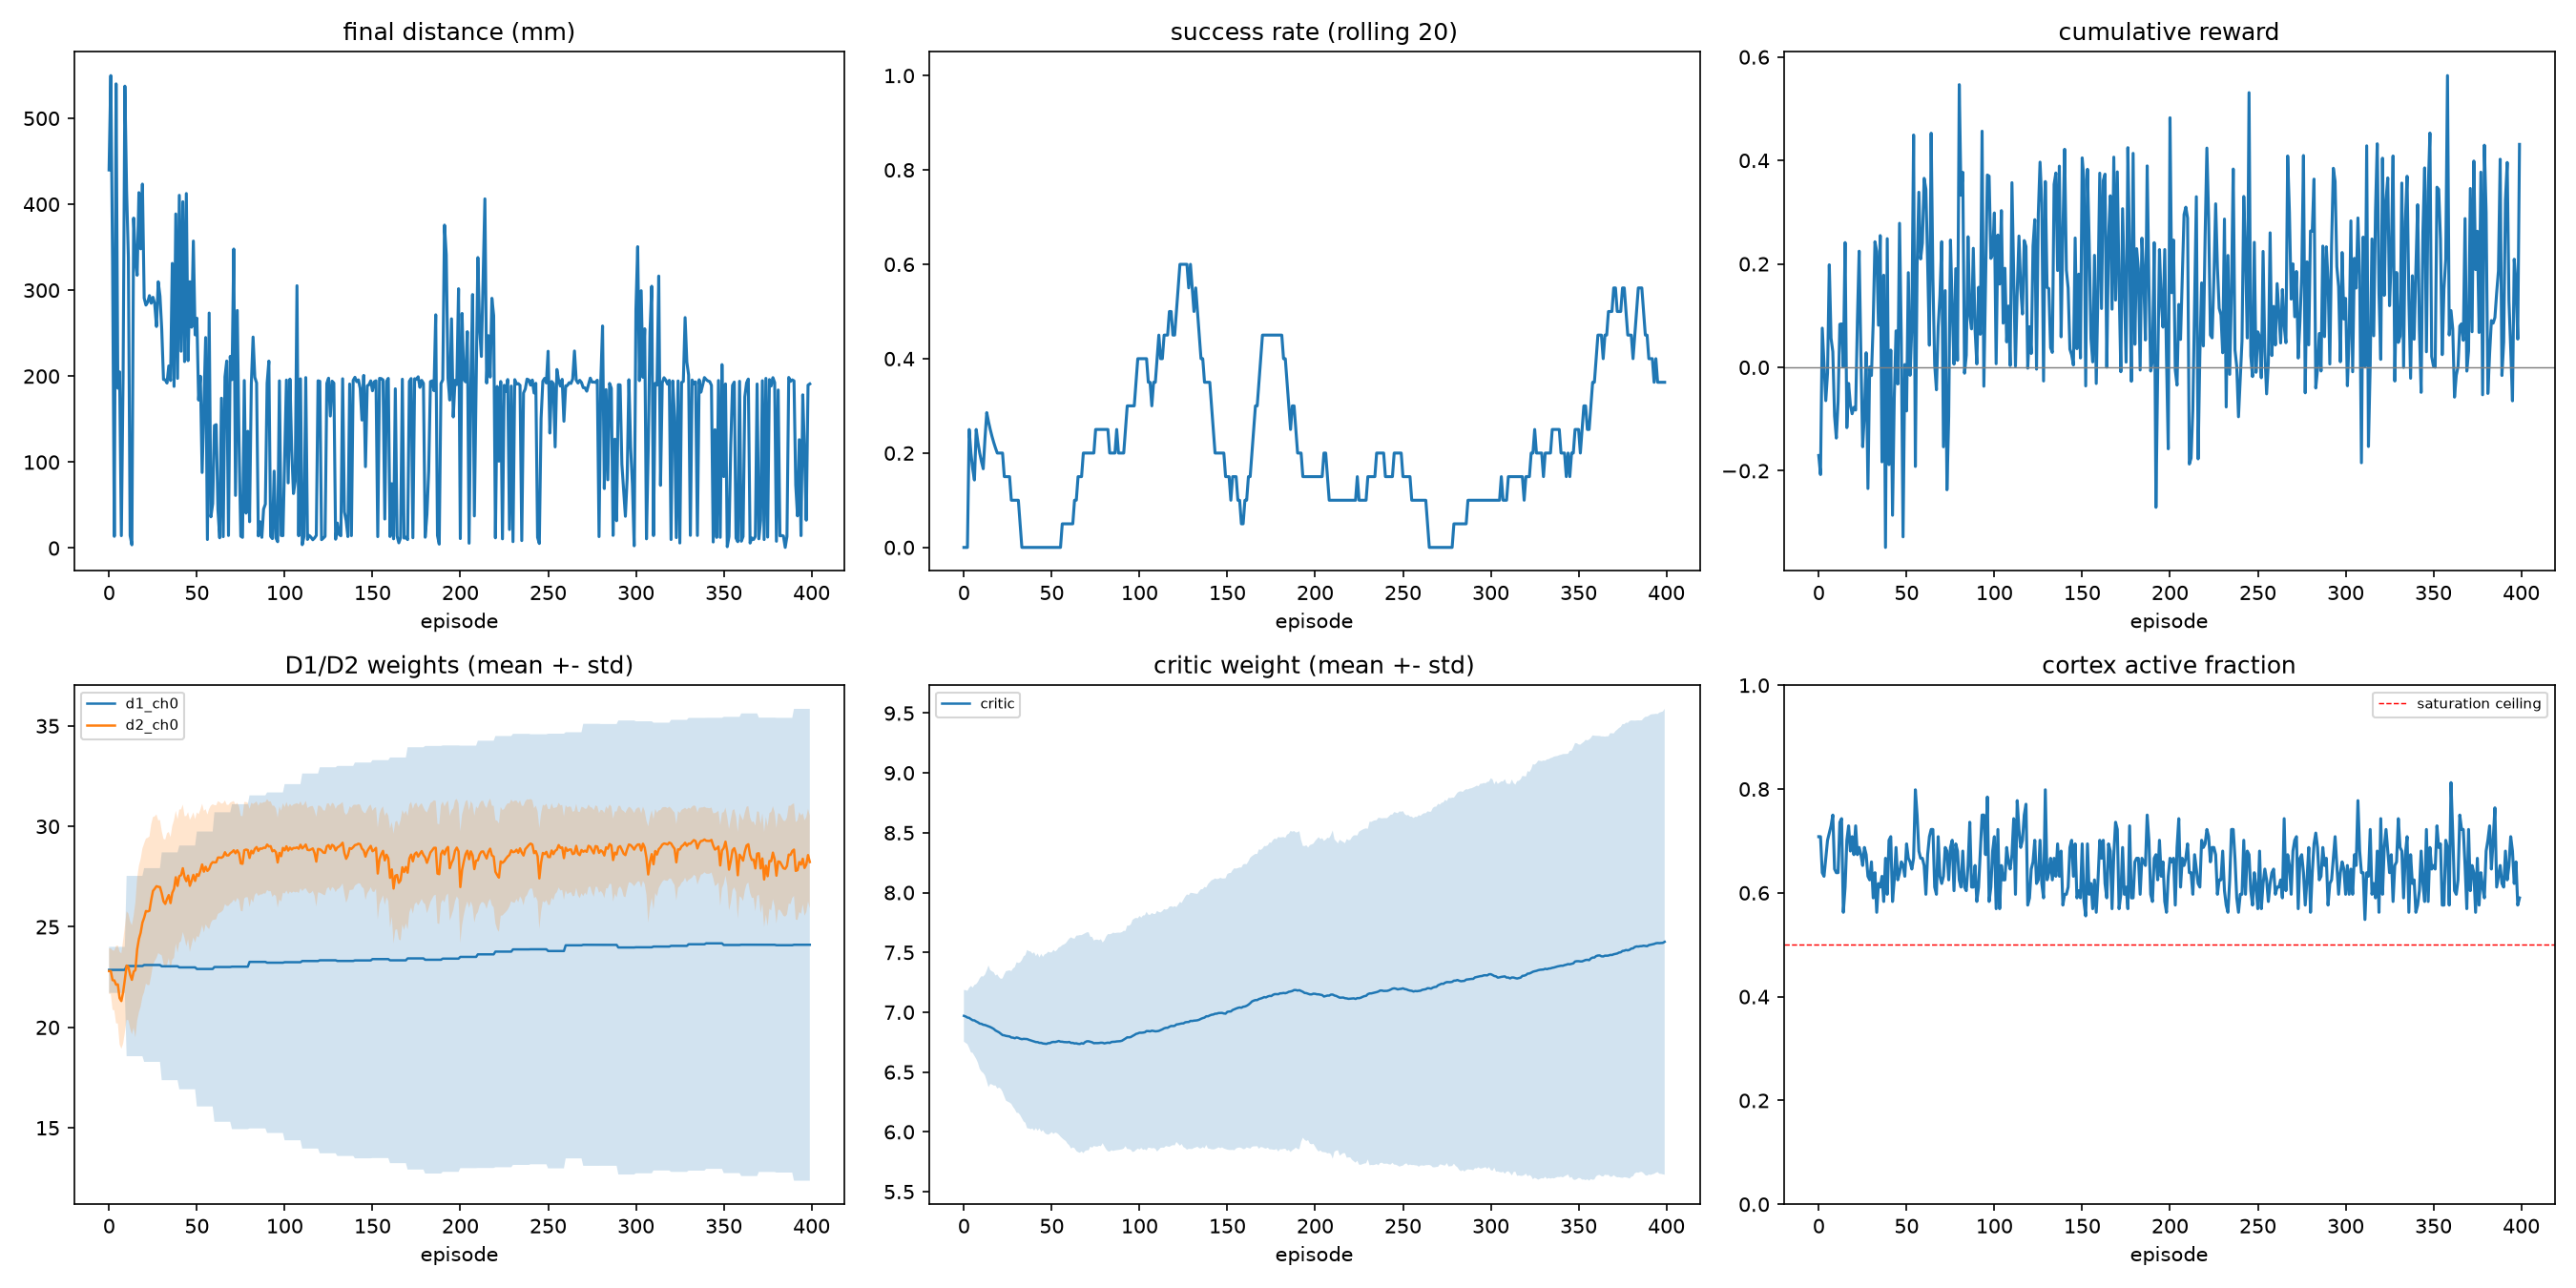 final distance (mm)
500
400
300
200
100
0
0 50 100 150 200 250 300 350 400
episode
success rate (rolling 20)
1.0
0.8
0.6
0.4
0.2
0.0
0 50 100 150 200 250 300 350 400
episode
cumulative reward
0.6
0.4
0.2
0.0
−0.2
0 50 100 150 200 250 300 350 400
episode
D1/D2 weights (mean +- std)
d1_ch0
d2_ch0
35
30
25
20
15
0 50 100 150 200 250 300 350 400
episode
critic weight (mean +- std)
critic
9.5
9.0
8.5
8.0
7.5
7.0
6.5
6.0
5.5
0 50 100 150 200 250 300 350 400
episode
cortex active fraction
saturation ceiling
1.0
0.8
0.6
0.4
0.2
0.0
0 50 100 150 200 250 300 350 400
episode